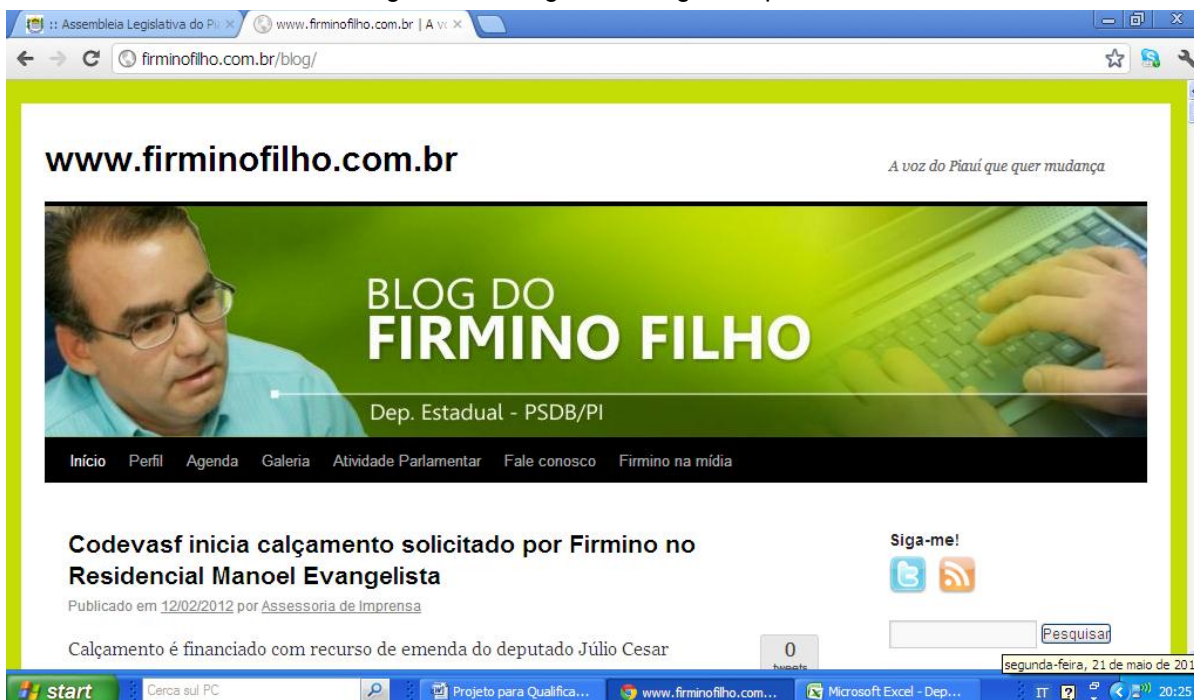 :: Assembleia Legislativa do Pi
www.firminofilho.com.br | A vo
firminofilho.com.br/blog/
www.firminofilho.com.br
A voz do Piauí que quer mudança
BLOG DO
FIRMINO FILHO
Dep. Estadual - PSDB/PI
Início Perfil Agenda Galeria Atividade Parlamentar Fale conosco Firmino na mídia
Codevasf inicia calçamento solicitado por Firmino no
Residencial Manoel Evangelista
Publicado em 12/02/2012 por Assessoria de Imprensa
Siga-me!
Calçamento é financiado com recurso de emenda do deputado Júlio Cesar
0
tweets
Pesquisar
segunda-feira, 21 de maio de 201
start
Cerca sul PC
Projeto para Qualifica...
www.firminofilho.com...
Microsoft Excel - Dep...
IT
20:25